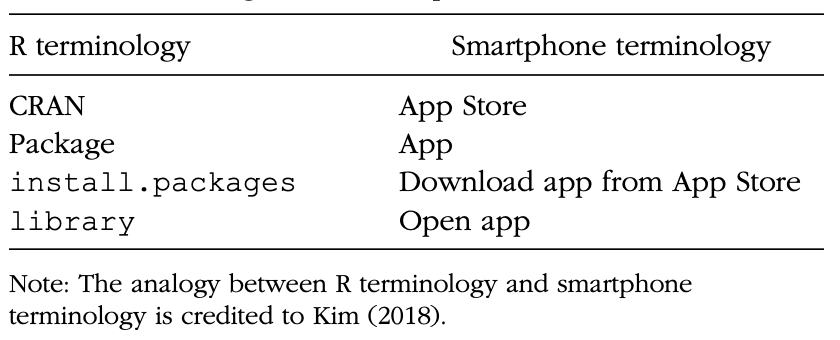 R terminology Smartphone terminology
CRAN App Store
Package App
install.packages Download app from App Store
library Open app
Note: The analogy between R terminology and smartphone
terminology is credited to Kim (2018).